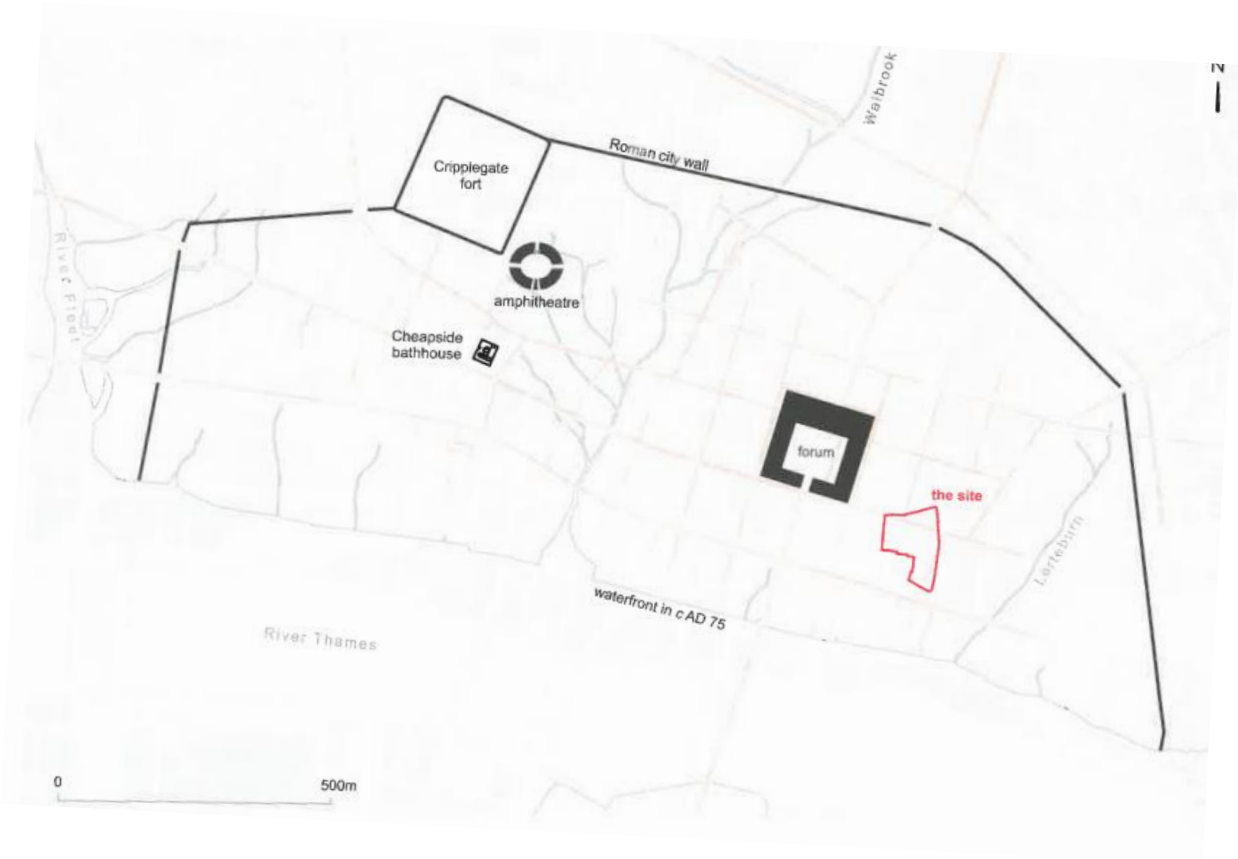 N
Walbrook
Roman city wall
Cripplegate
fort
River Fleet
amphitheatre
Cheapside
bathhouse
forum
the site
Lorteburn
waterfront in c AD 75
River Thames
0
500m